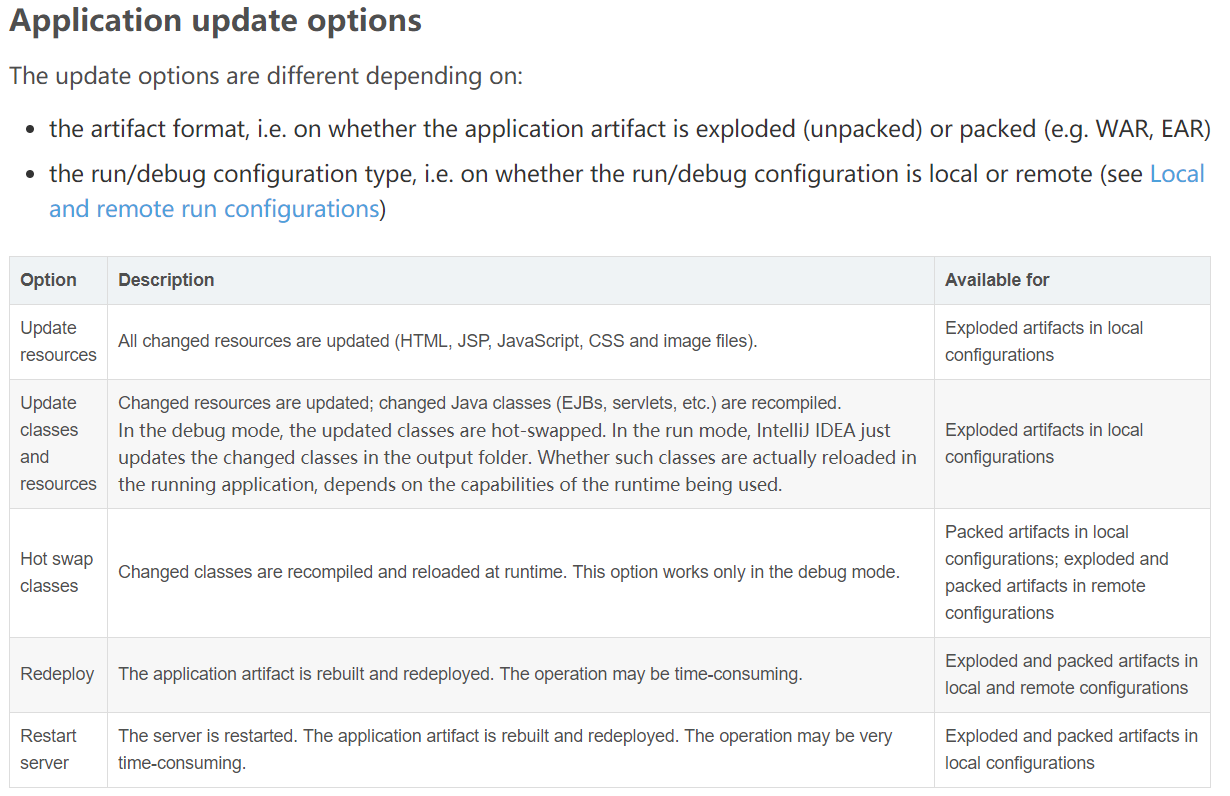 Application update options
The update options are different depending on:
• the artifact format, i.e. on whether the application artifact is exploded (unpacked) or packed (e.g. WAR, EAR)
• the run/debug configuration type, i.e. on whether the run/debug configuration is local or remote (see Local
and remote run configurations)
Option Description Available for
Update
resources
All changed resources are updated (HTML, JSP, JavaScript, CSS and image files).
Exploded artifacts in local
configurations
Update
classes
and
resources
Changed resources are updated; changed Java classes (EJBs, servlets, etc.) are recompiled.
In the debug mode, the updated classes are hot-swapped. In the run mode, IntelliJ IDEA just
updates the changed classes in the output folder. Whether such classes are actually reloaded in
the running application, depends on the capabilities of the runtime being used.
Exploded artifacts in local
configurations
Hot swap
classes
Changed classes are recompiled and reloaded at runtime. This option works only in the debug mode.
Packed artifacts in local
configurations; exploded and
packed artifacts in remote
configurations
Redeploy
The application artifact is rebuilt and redeployed. The operation may be time-consuming.
Exploded and packed artifacts in
local and remote configurations
Restart
server
The server is restarted. The application artifact is rebuilt and redeployed. The operation may be very
time-consuming.
Exploded and packed artifacts in
local configurations